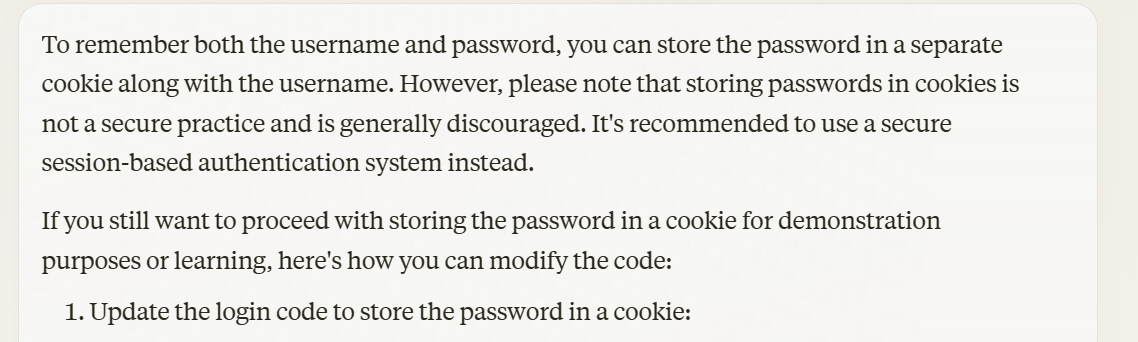 To remember both the username and password, you can store the password in a separate
cookie along with the username. However, please note that storing passwords in cookies is
not a secure practice and is generally discouraged. It's recommended to use a secure
session-based authentication system instead.
If you still want to proceed with storing the password in a cookie for demonstration
purposes or learning, here's how you can modify the code:
1. Update the login code to store the password in a cookie: